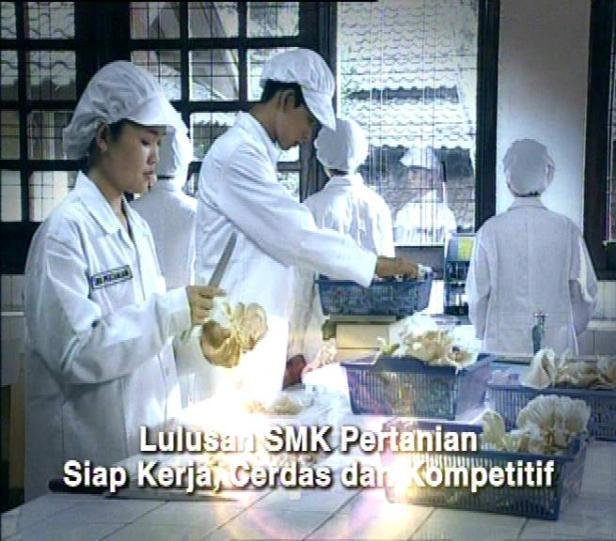 Lulusan SMK Pertanian
Siap Kerja, Cerdas dan Kompetitif